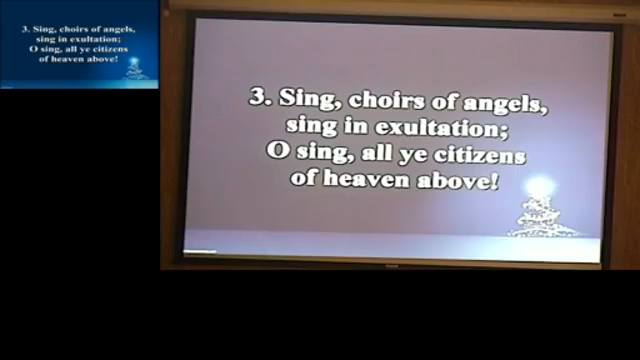 3. Sing, choirs of angels,
sing in exultation;
O sing, all ye citizens
of heaven above!
3. Sing, choirs of angels,
sing in exultation;
O sing, all ye citizens
of heaven above!